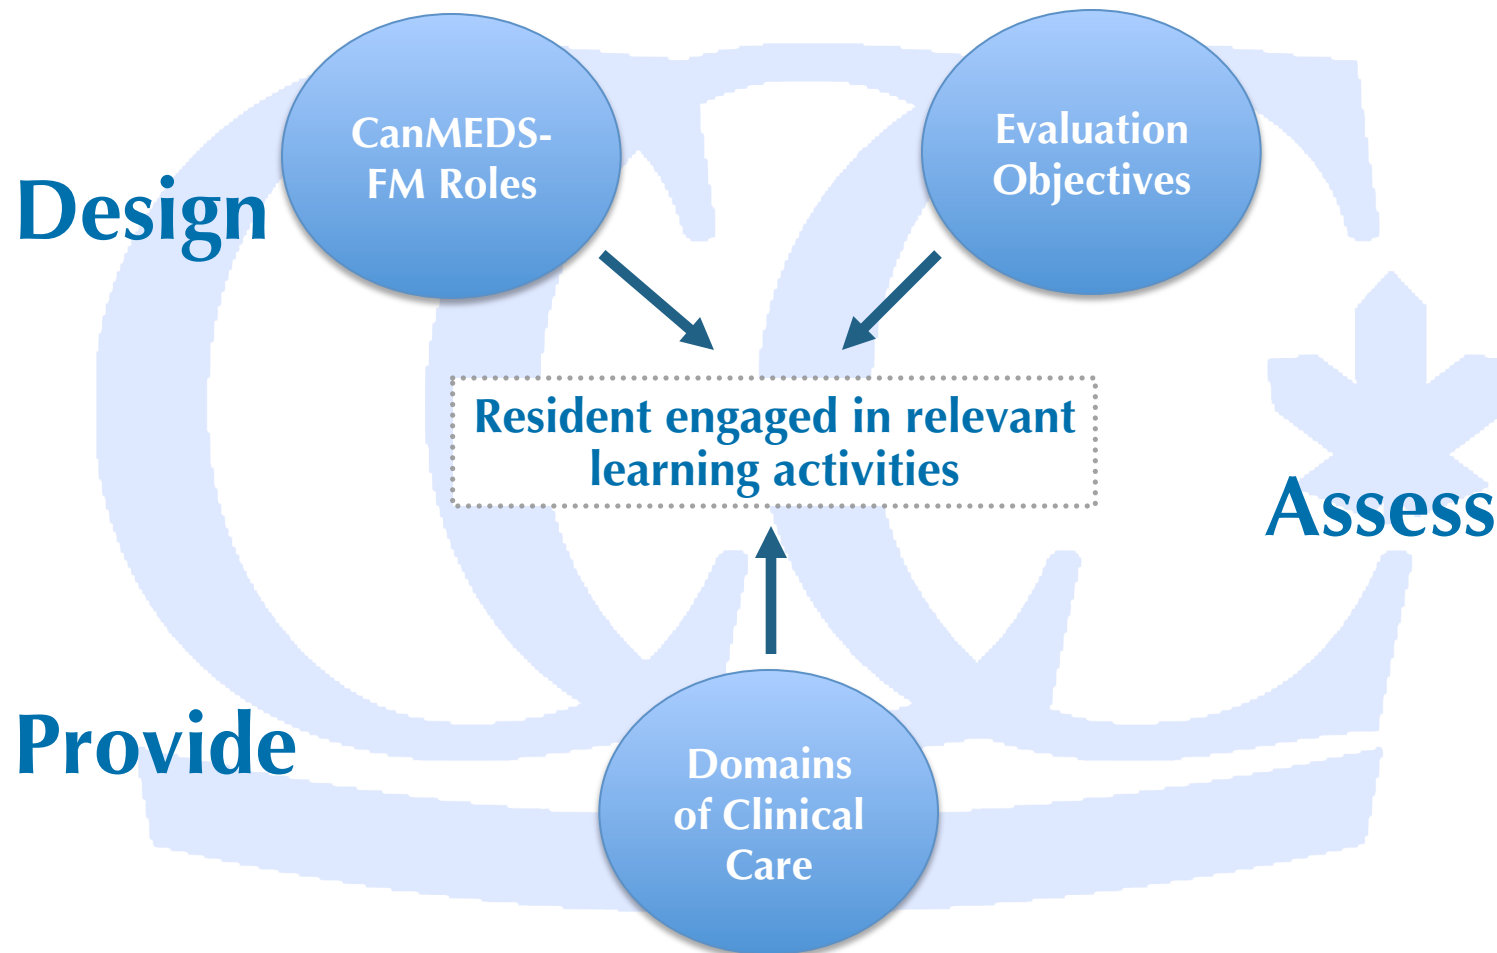 CanMEDS-
FM Roles
Evaluation
Objectives
Design
Resident engaged in relevant
learning activities
Assess
Provide
Domains
of Clinical
Care